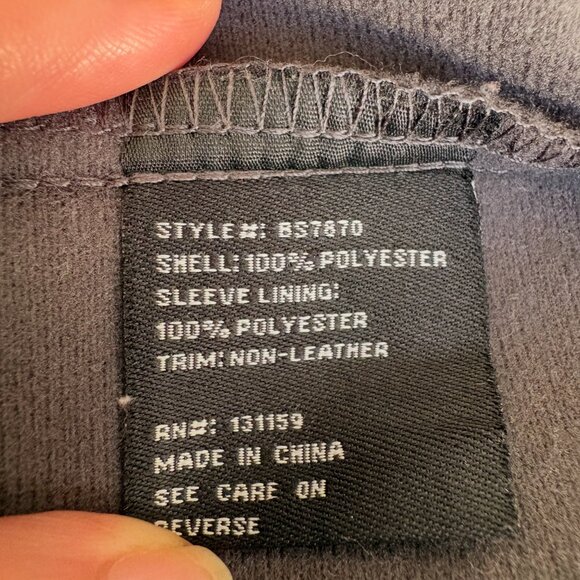 STYLE#: BS7870
SHELL: 100% POLYESTER
SLEEVE LINING:
100% POLYESTER
TRIM: NON-LEATHER
RN#: 131159
MADE IN CHINA
SEE CARE ON
REVERSE